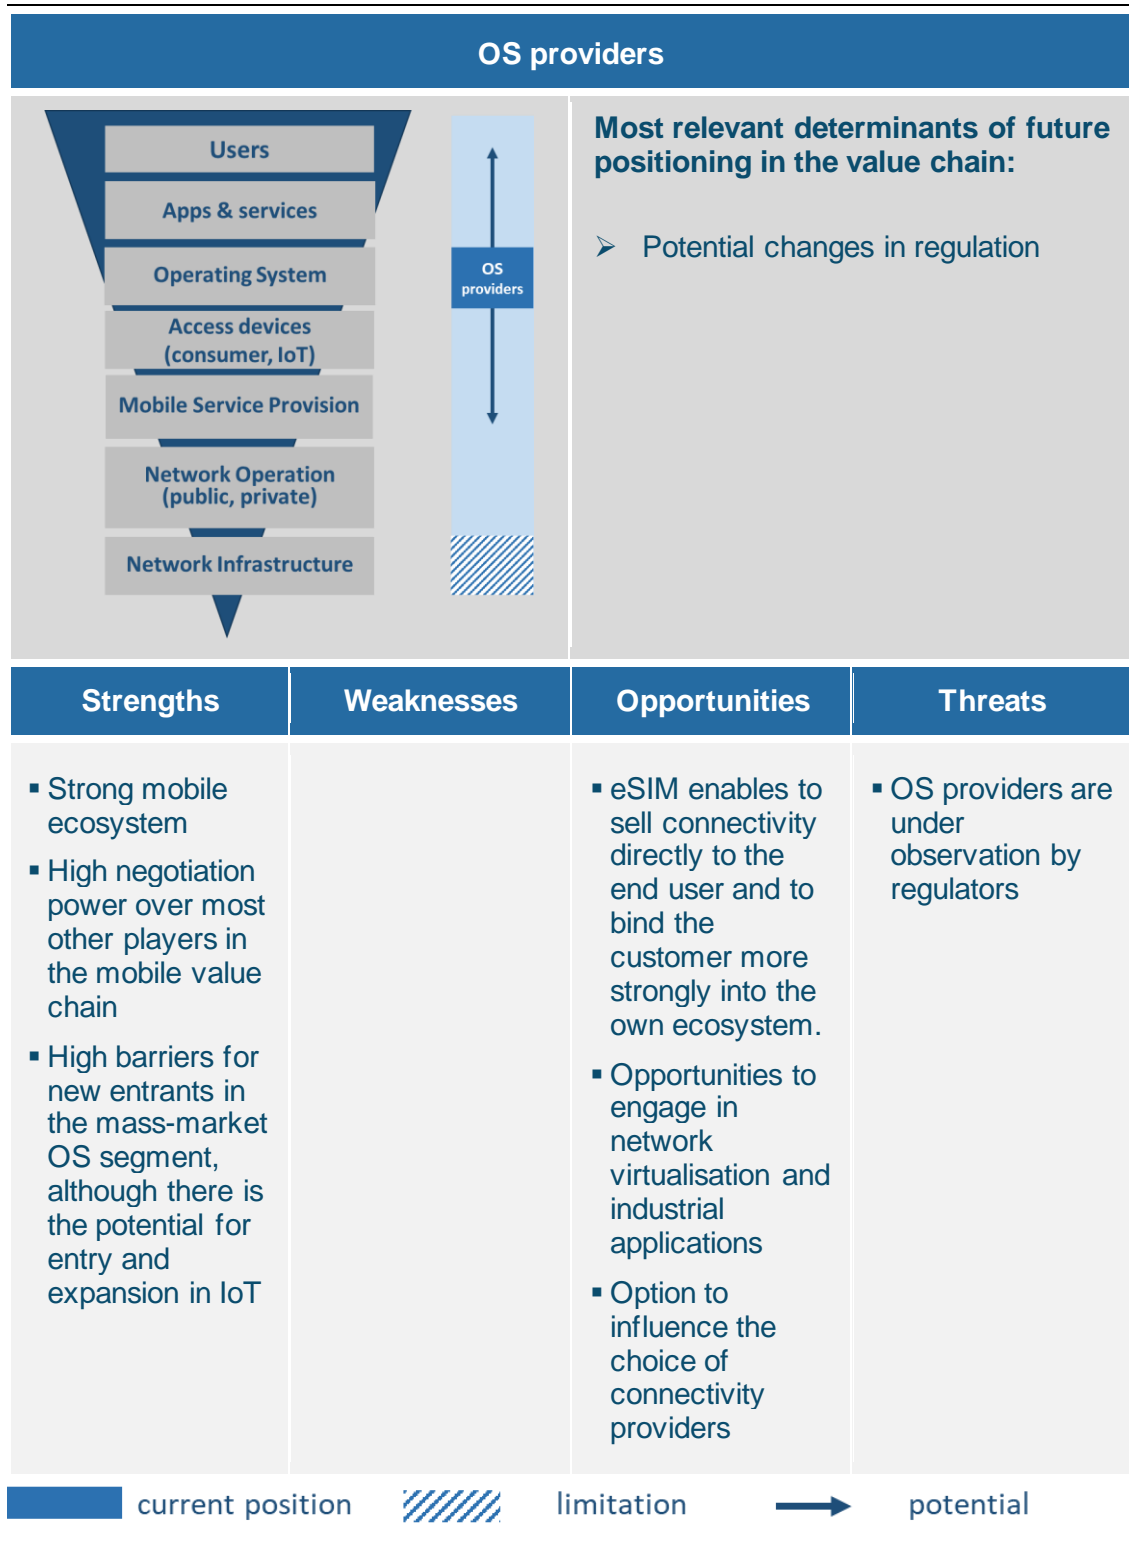 OS providers
Users
Apps & services
Operating System
Access devices
(consumer, IoT)
Mobile Service Provision
Network Operation
(public, private)
Network Infrastructure
OS
providers
Most relevant determinants of future
positioning in the value chain:
➢ Potential changes in regulation
Strengths
Weaknesses
Opportunities
Threats
▪ Strong mobile
ecosystem
▪ High negotiation
power over most
other players in
the mobile value
chain
▪ High barriers for
new entrants in
the mass-market
OS segment,
although there is
the potential for
entry and
expansion in IoT
▪ eSIM enables to
sell connectivity
directly to the
end user and to
bind the
customer more
strongly into the
own ecosystem.
▪ Opportunities to
engage in
network
virtualisation and
industrial
applications
▪ Option to
influence the
choice of
connectivity
providers
▪ OS providers are
under
observation by
regulators
current position
limitation
potential